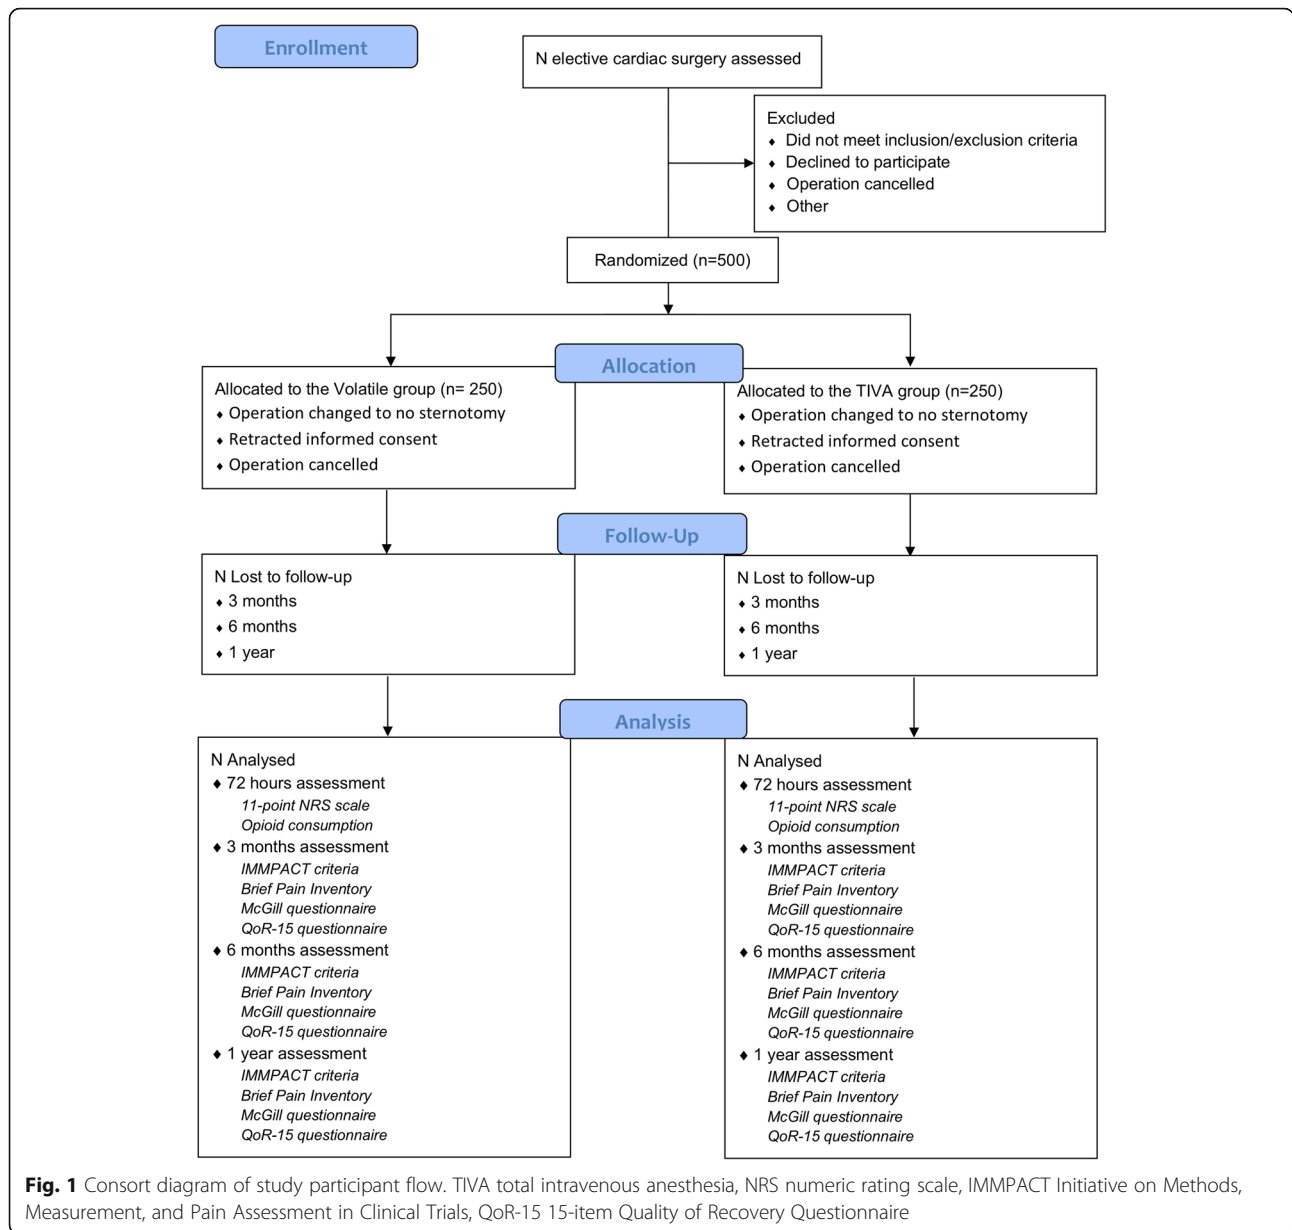 Enrollment
N elective cardiac surgery assessed
Excluded
♦ Did not meet inclusion/exclusion criteria
♦ Declined to participate
♦ Operation cancelled
♦ Other
Randomized (n=500)
Allocation
Allocated to the Volatile group (n= 250)
♦ Operation changed to no sternotomy
♦ Retracted informed consent
♦ Operation cancelled
Allocated to the TIVA group (n=250)
♦ Operation changed to no sternotomy
♦ Retracted informed consent
♦ Operation cancelled
Follow-Up
N Lost to follow-up
♦ 3 months
♦ 6 months
♦ 1 year
N Lost to follow-up
♦ 3 months
♦ 6 months
♦ 1 year
Analysis
N Analysed
♦ 72 hours assessment
11-point NRS scale
Opioid consumption
♦ 3 months assessment
IMMPACT criteria
Brief Pain Inventory
McGill questionnaire
QoR-15 questionnaire
♦ 6 months assessment
IMMPACT criteria
Brief Pain Inventory
McGill questionnaire
QoR-15 questionnaire
♦ 1 year assessment
IMMPACT criteria
Brief Pain Inventory
McGill questionnaire
QoR-15 questionnaire
N Analysed
♦ 72 hours assessment
11-point NRS scale
Opioid consumption
♦ 3 months assessment
IMMPACT criteria
Brief Pain Inventory
McGill questionnaire
QoR-15 questionnaire
♦ 6 months assessment
IMMPACT criteria
Brief Pain Inventory
McGill questionnaire
QoR-15 questionnaire
♦ 1 year assessment
IMMPACT criteria
Brief Pain Inventory
McGill questionnaire
QoR-15 questionnaire
Fig. 1 Consort diagram of study participant flow. TIVA total intravenous anesthesia, NRS numeric rating scale, IMMPACT Initiative on Methods,
Measurement, and Pain Assessment in Clinical Trials, QoR-15 15-item Quality of Recovery Questionnaire